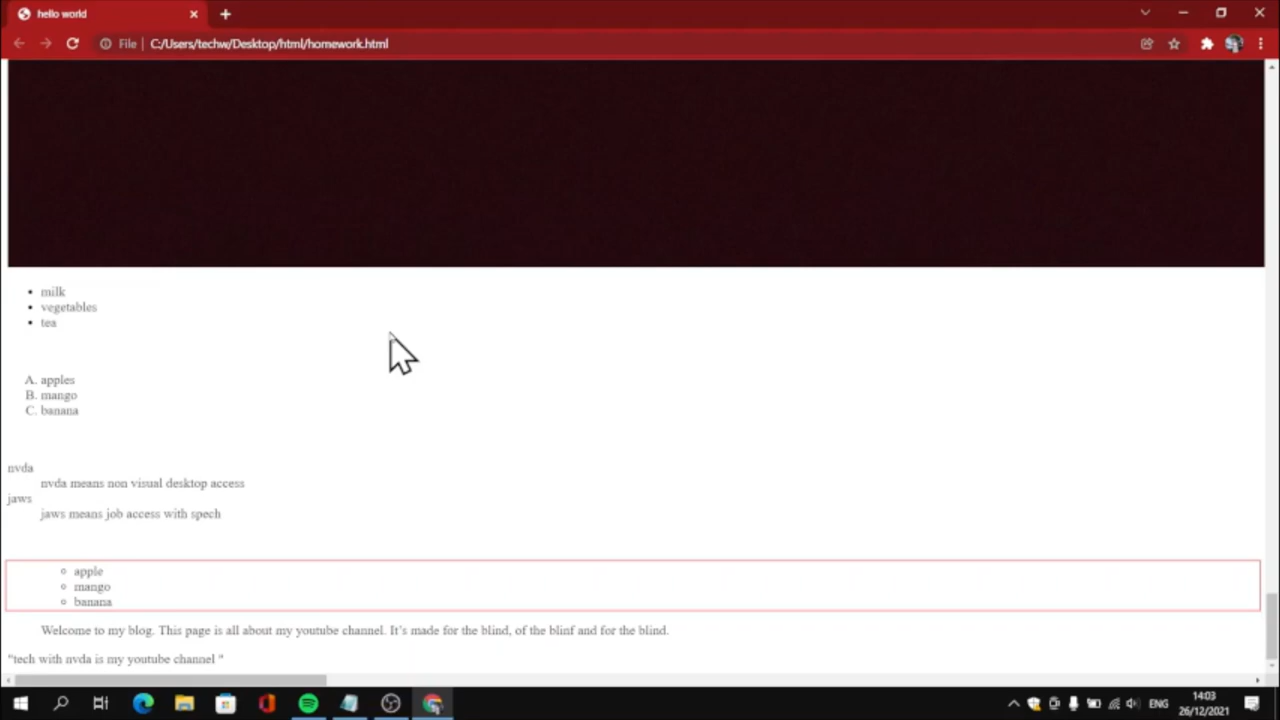 hello world
File
C:/Users/techw/Desktop/html/homework.html
• milk
• vegetables
• tea
A. apples
B. mango
C. banana
nvda
nvda means non visual desktop access
jaws
jaws means job access with spech
apple
mango
banana
Welcome to my blog. This page is all about my youtube channel. It's made for the blind, of the blinf and for the blind.
"tech with nvda is my youtube channel "
ENG
14:03
26/12/2021